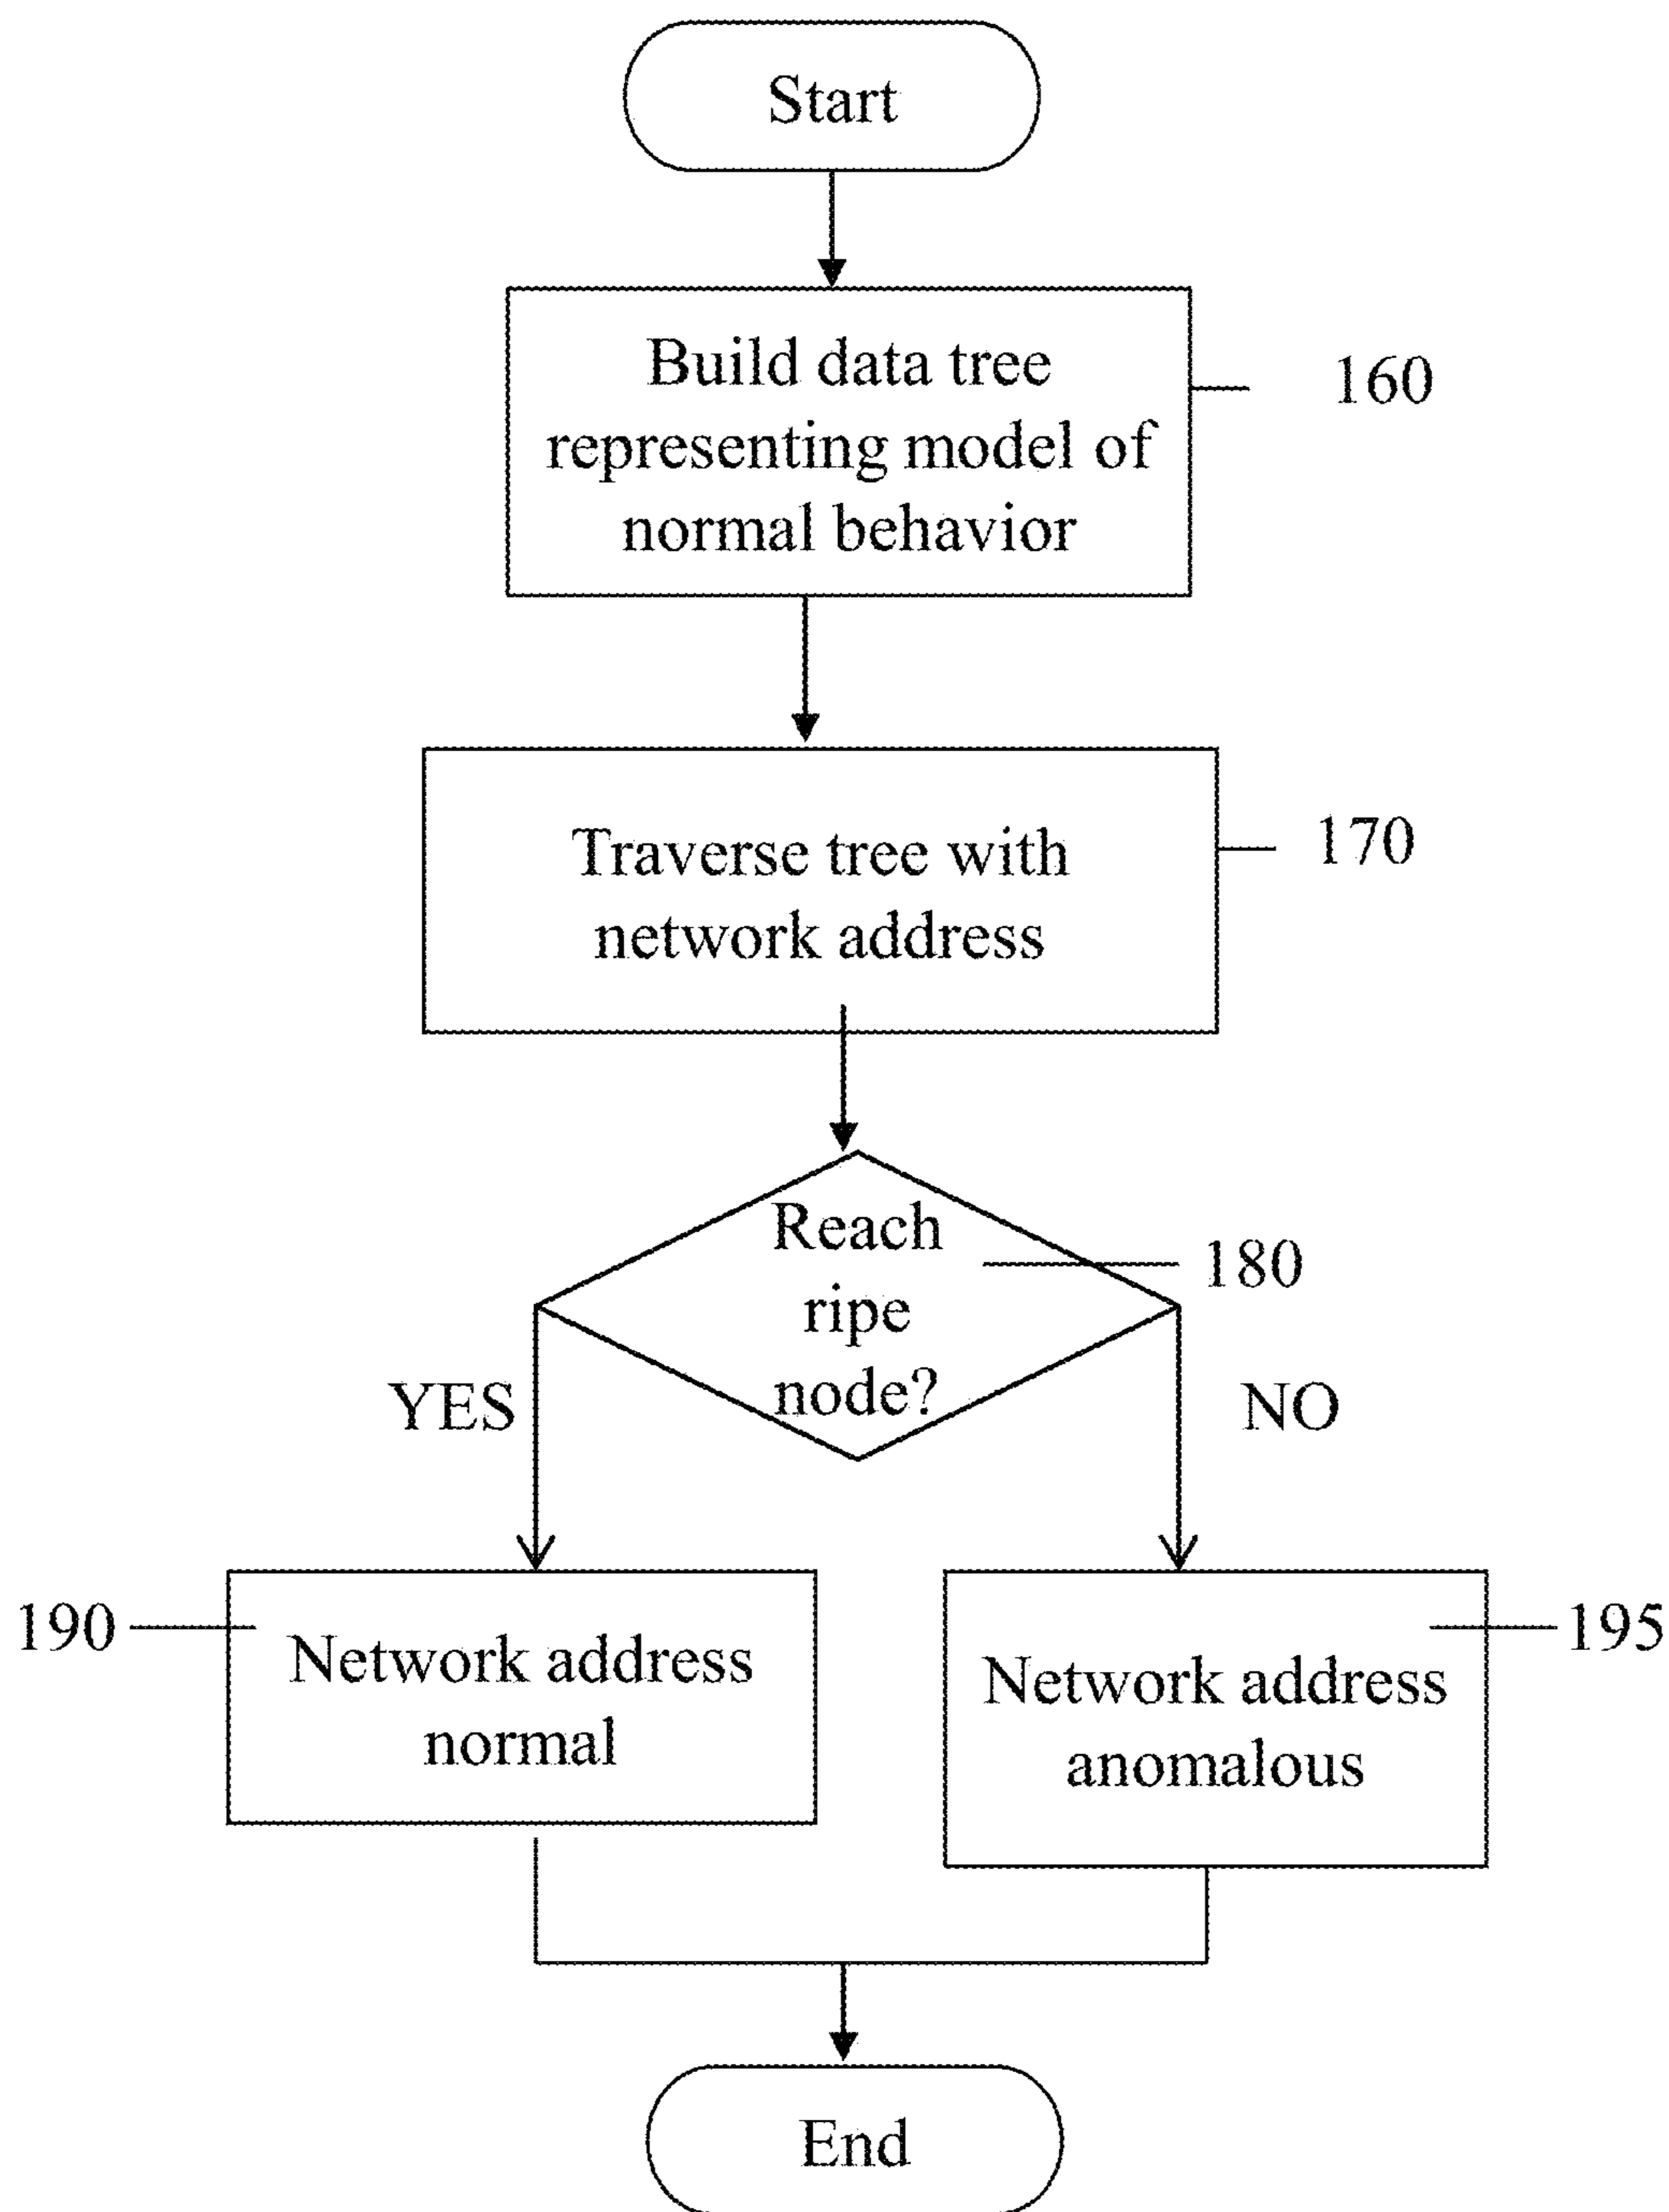 Start
Build data tree
representing model of
normal behavior
160
Traverse tree with
network address
170
Reach
ripe
node?
180
YES
NO
190
Network address
normal
Network address
anomalous
195
End